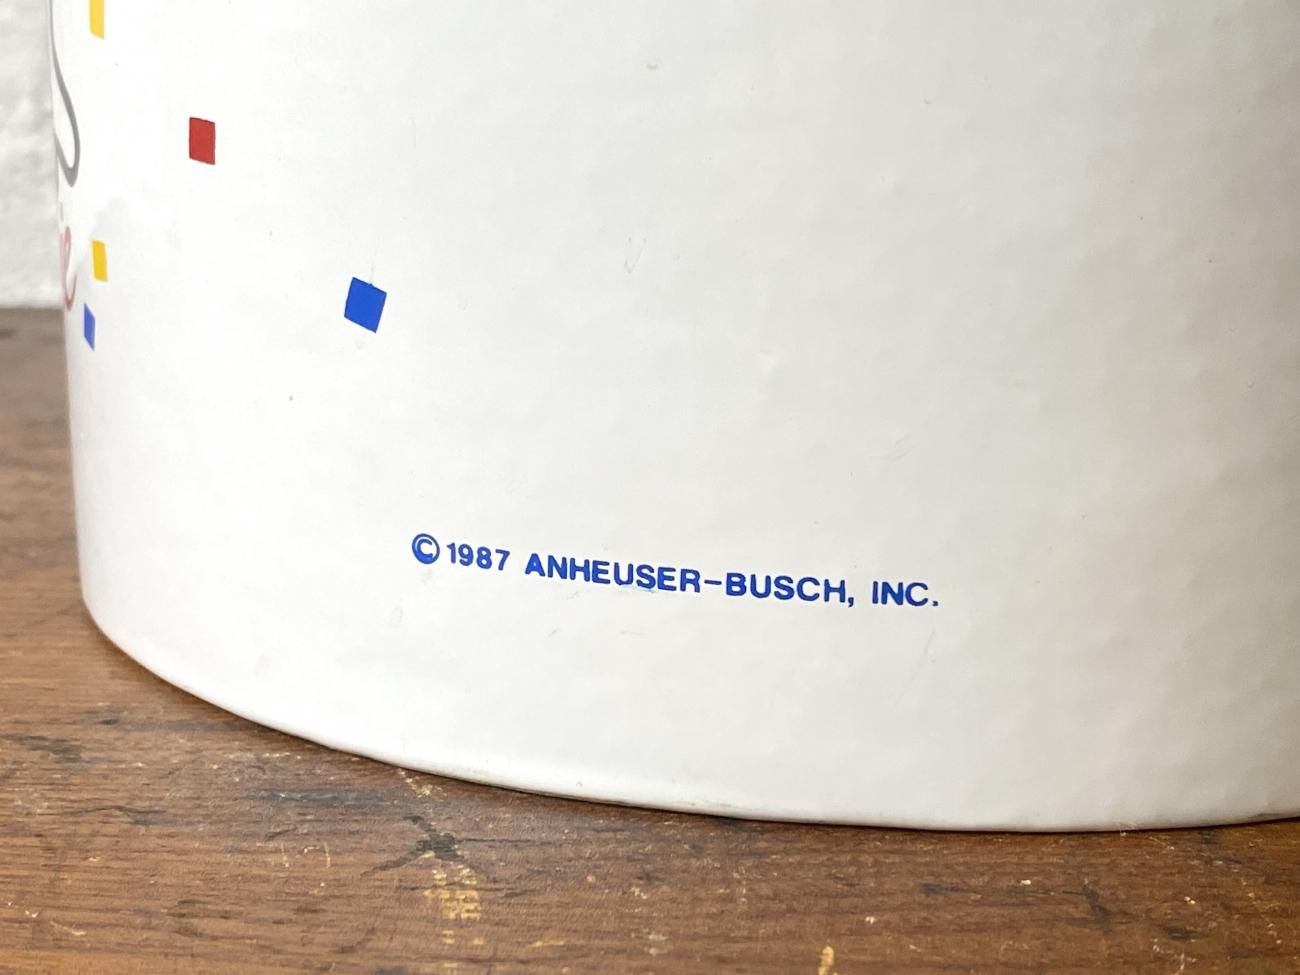 © 1987 ANHEUSER-BUSCH, INC.